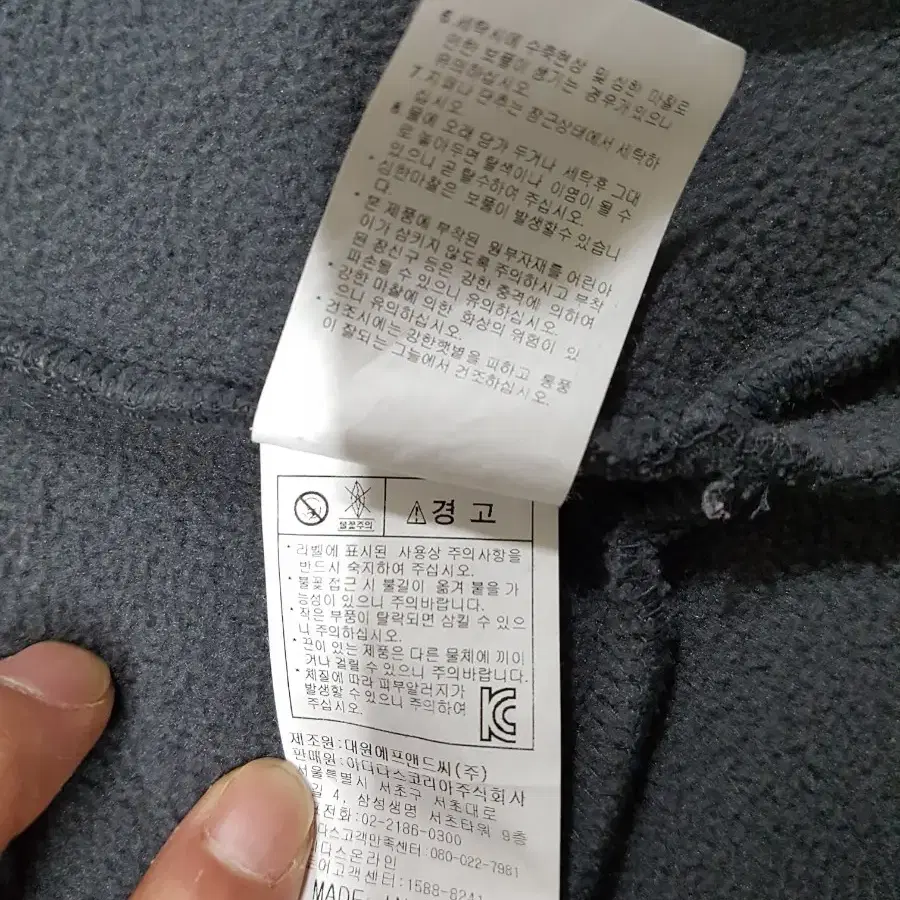 6.세탁시에 수축현상 및 심한 마찰로
인한 보풀이 생기는 경우가있으니
유의하십시오
7.지퍼나 단추는 잠근상태에서 세탁하
십시오
8.물에 오래 담가 두거나 세탁후 그대
로 놓아두면 탈색이나 이염이 될 수
있으니 곧 탈수하여 주십시오.
·심한마찰은 보풀이 발생할수 있습니
다.
·본 제품에 부착된 원부자재를 어린아
이가 삼키지 않도록 주의하시고 부착
된 장신구 등은 강한 충격에 의하여
파손될 수 있으니 유의하십시오.
·강한 마찰에 의한 화상의 위험이 있
으니 유의하십시오.
·건조시에는 강한햇볕을 피하고 통풍
이 잘되는 그늘에서 건조하십시오.
불꽃주의
경고
·라벨에 표시된 사용상 주의사항을
반드시 숙지하여 주십시오.
·불꽃 접근 시 불길이 옮겨 붙을 가
능성이 있으니 주의바랍니다.
·작은 부품이 탈락되면 삼킬 수 있으
니 주의하십시오.
·끈이 있는 제품은 다른 물체에 끼이
거나 걸릴 수 있으니 주의바랍니다.
·체질에 따라 피부알러지가
발생할 수 있으니 주의하여
주십시오.
KC
제조원:대원에프앤드씨(주)
판매원:아디다스코리아주식회사
서울특별시 서초구 서초대로
길 4, 삼성생명 서초타워 9층
전화:02-2186-0300
다스고객만족센터:080-022-7981
다스온라인
토어고객센터:1588-8241
MADE